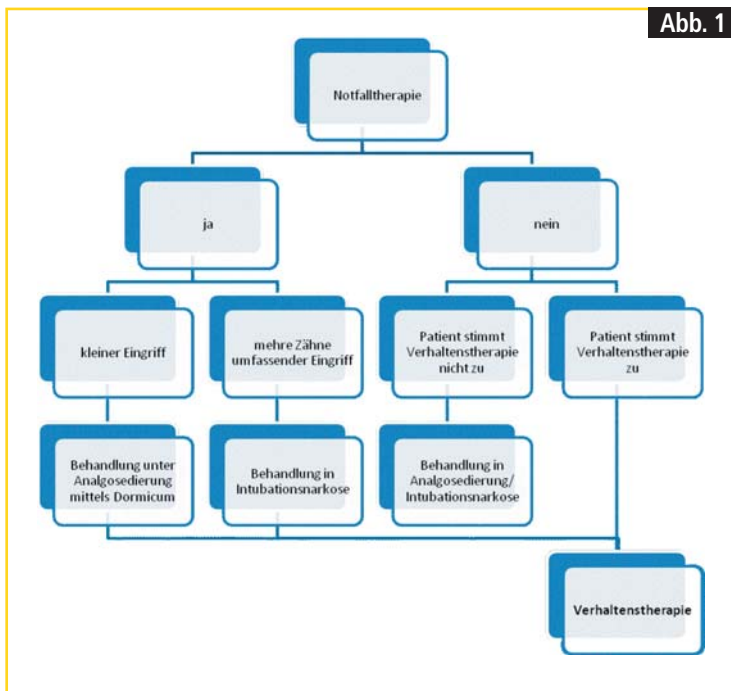 Abb. 1
Notfalltherapie
ja
nein
kleiner Eingriff
mehre Zähne
umfassender Eingriff
Patient stimmt
Verhaltenstherapie
nicht zu
Patient stimmt
Verhaltenstherapie
zu
Behandlung unter
Analgosedierung
mittels Dormicum
Behandlung in
Intubationsnarkose
Behandlung in
Analgosedierung/
Intubationsnarkose
Verhaltenstherapie